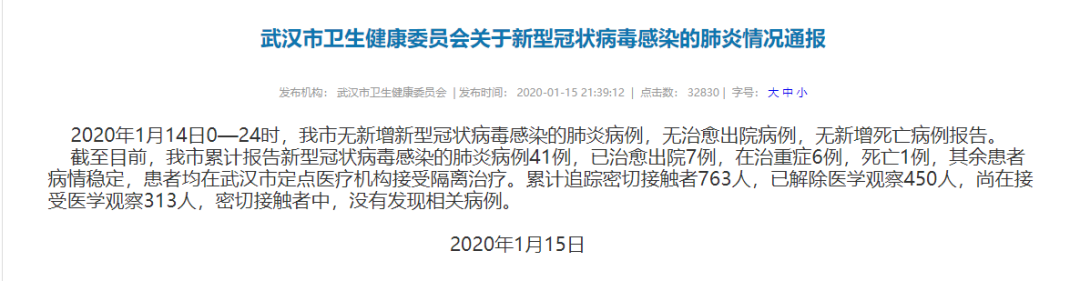 武汉市卫生健康委员会关于新型冠状病毒感染的肺炎情况通报
发布机构： 武汉市卫生健康委员会 | 发布时间： 2020-01-15 21:39:12 | 点击数： 32830 | 字号： 大 中 小
2020年1月14日0—24时，我市无新增新型冠状病毒感染的肺炎病例，无治愈出院病例，无新增死亡病例报告。
截至目前，我市累计报告新型冠状病毒感染的肺炎病例41例，已治愈出院7例，在治重症6例，死亡1例，其余患者
病情稳定，患者均在武汉市定点医疗机构接受隔离治疗。累计追踪密切接触者763人，已解除医学观察450人，尚在接
受医学观察313人，密切接触者中，没有发现相关病例。
2020年1月15日